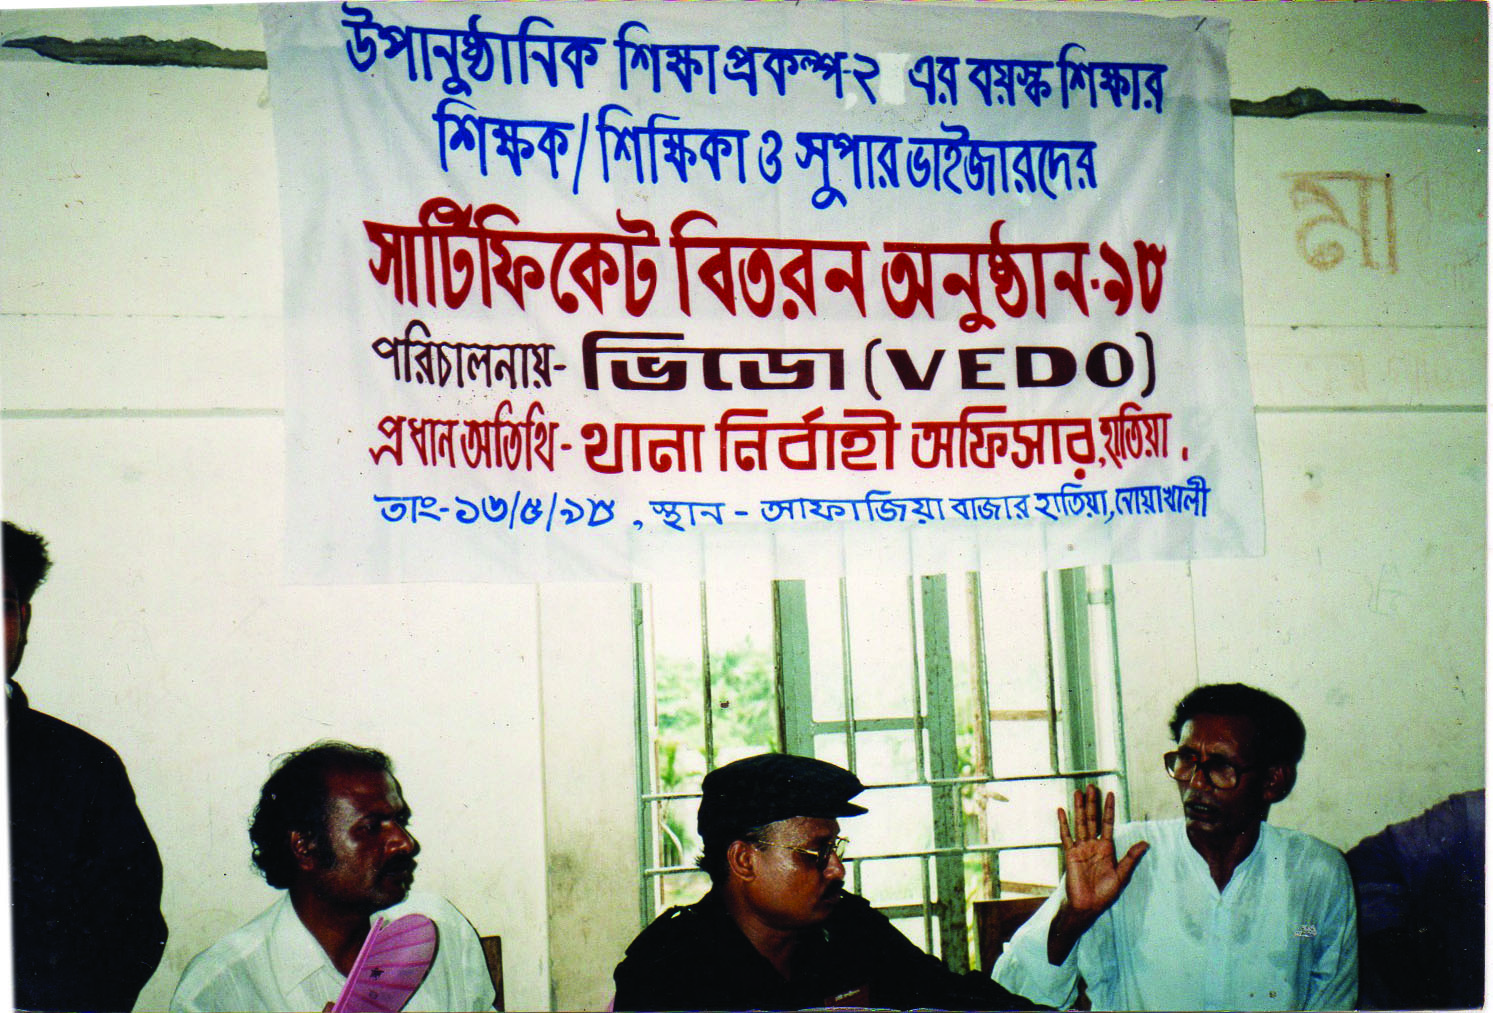 উপানুষ্ঠানিক শিক্ষা প্রকল্প-২ এর বয়স্ক শিক্ষার
শিক্ষক/শিক্ষিকা ও সুপার ভাইজারদের
সার্টিফিকেট বিতরন অনুষ্ঠান-৯৮
পরিচালনায়- ভিডো (VEDO)
প্রধান অতিথি- থানা নির্বাহী অফিসার, হাতিয়া।
তাং-১৩/৫/৯৮, স্থান - আফাজিয়া বাজার হাতিয়া, নোয়াখালী